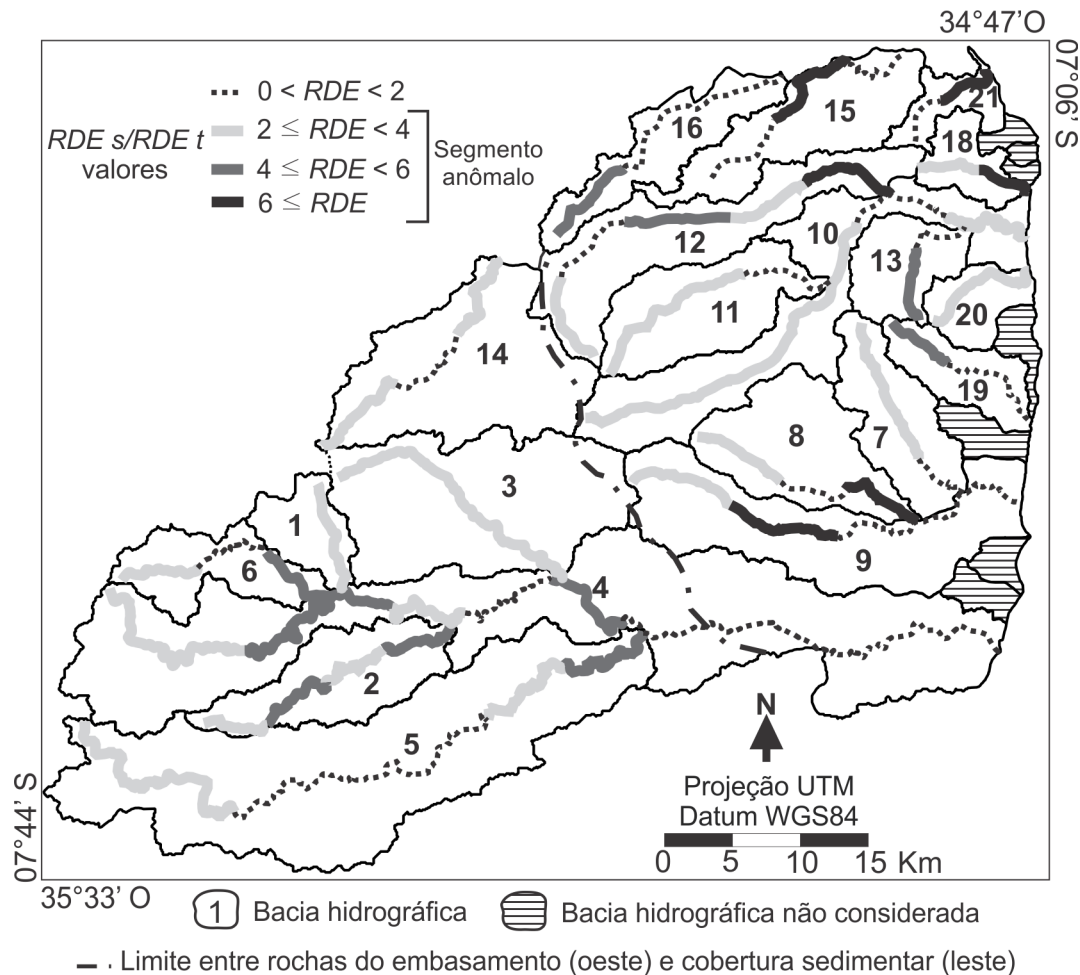 34°47'O
07°06' S
0 < RDE < 2
RDE s/RDE t
valores
2 ≤ RDE < 4
4 ≤ RDE < 6
6 ≤ RDE
Segmento
anômalo
16
15
21
18
12
10
13
11
20
14
19
8
7
3
1
9
6
4
2
5
N
Projeção UTM
Datum WGS84
0 5 10 15 Km
07°44' S
35°33' O
1 Bacia hidrográfica
Bacia hidrográfica não considerada
Limite entre rochas do embasamento (oeste) e cobertura sedimentar (leste)